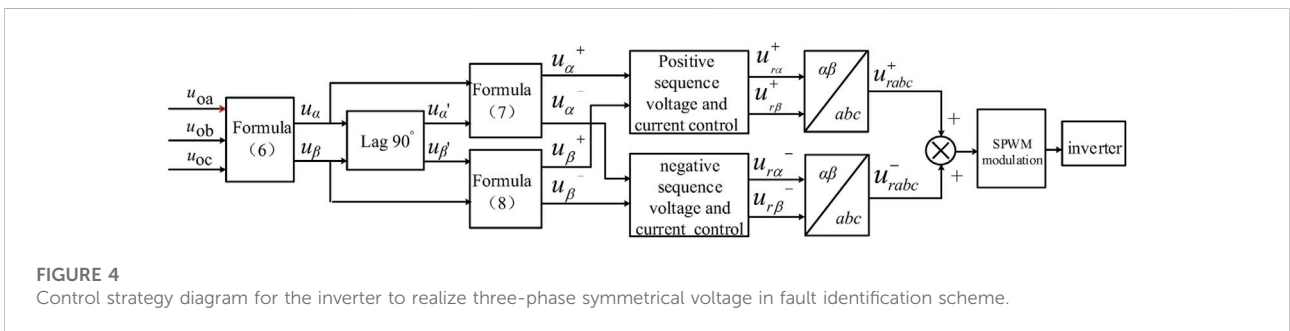 u_oa
u_ob
u_oc
Formula
（6）
u_α
u_β
Lag 90°
u_α'
u_β'
Formula
（7）
Formula
（8）
u_α^+
u_α^-
u_β^+
u_β^-
Positive
sequence
voltage and
current control
negative
sequence
voltage and
current control
u_rα^+
u_rβ^+
u_rα^-
u_rβ^-
αβ
abc
αβ
abc
u_rabc^+
u_rabc^-
+
+
SPWM
modulation
inverter
FIGURE 4
Control strategy diagram for the inverter to realize three-phase symmetrical voltage in fault identification scheme.